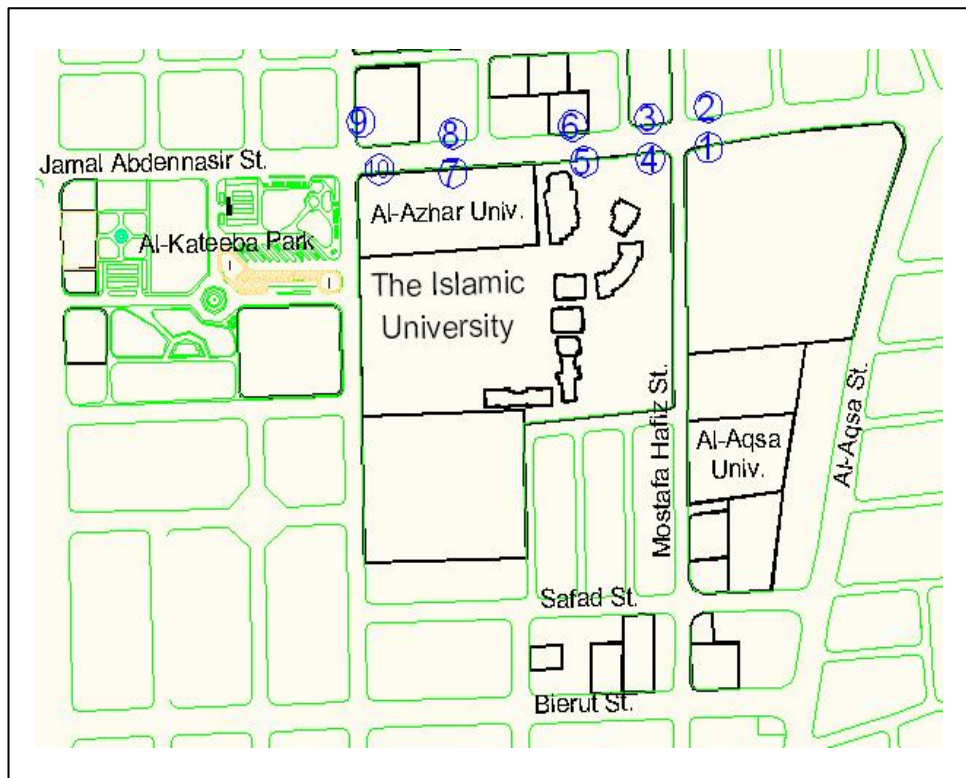 2
9
3
6
8
1
4
5
7
10
Jamal Abdennasir St.
Al-Azhar Univ.
Al-Kateeba Park
I
I
The Islamic
University
Mostafa Hafiz St.
Al-Aqsa St.
Al-Aqsa
Univ.
Safad St.
Bierut St.